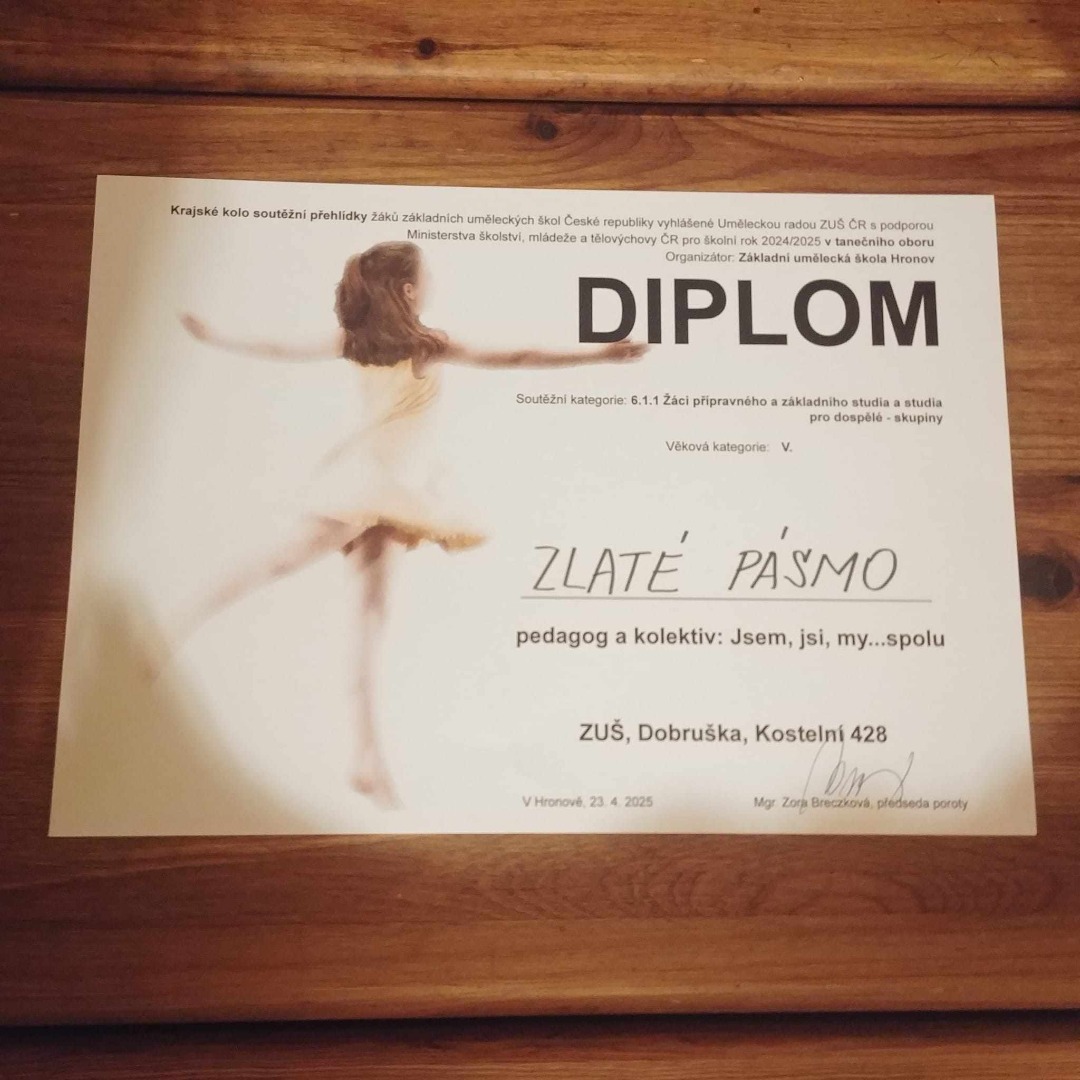 Krajské kolo soutěžní přehlídky žáků základních uměleckých škol České republiky vyhlášené Uměleckou radou ZUŠ ČR s podporou
Ministerstva školství, mládeže a tělovýchovy ČR pro školní rok 2024/2025 v tanečního oboru
Organizátor: Základní umělecká škola Hronov
DIPLOM
Soutěžní kategorie: 6.1.1 Žáci přípravného a základního studia a studia
pro dospělé - skupiny
Věková kategorie: V.
ZLATÉ PÁSMO
pedagog a kolektiv: Jsem, jsi, my...spolu
ZUŠ, Dobruška, Kostelní 428
V Hronově, 23. 4. 2025
Mgr. Zora Breczková, předseda poroty